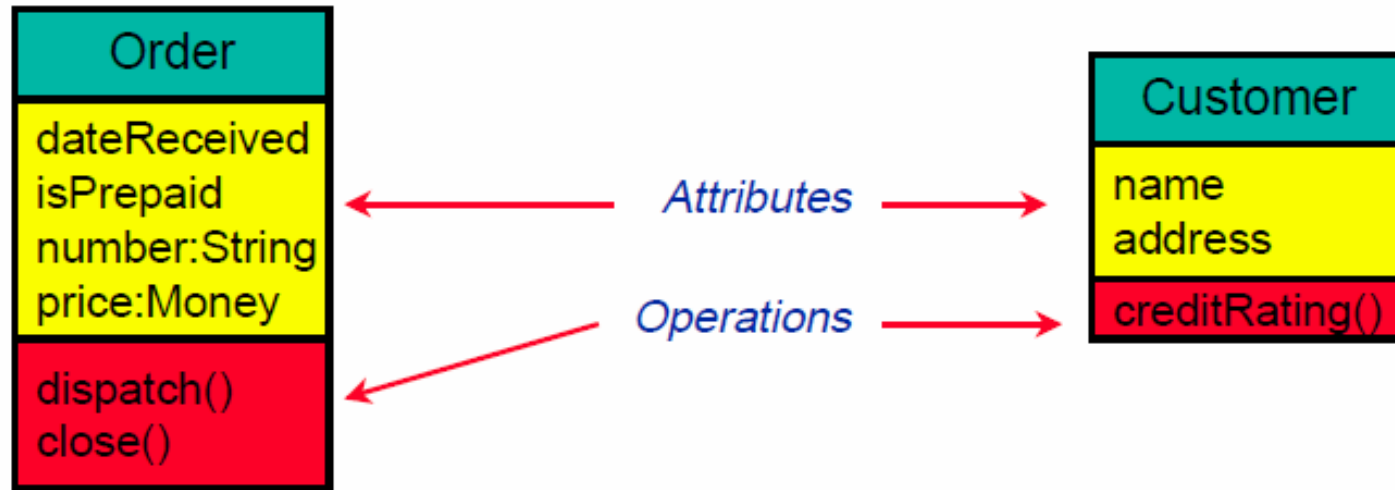 Order
dateReceived
isPrepaid
number:String
price:Money
dispatch()
close()
Attributes
Operations
Customer
name
address
creditRating()